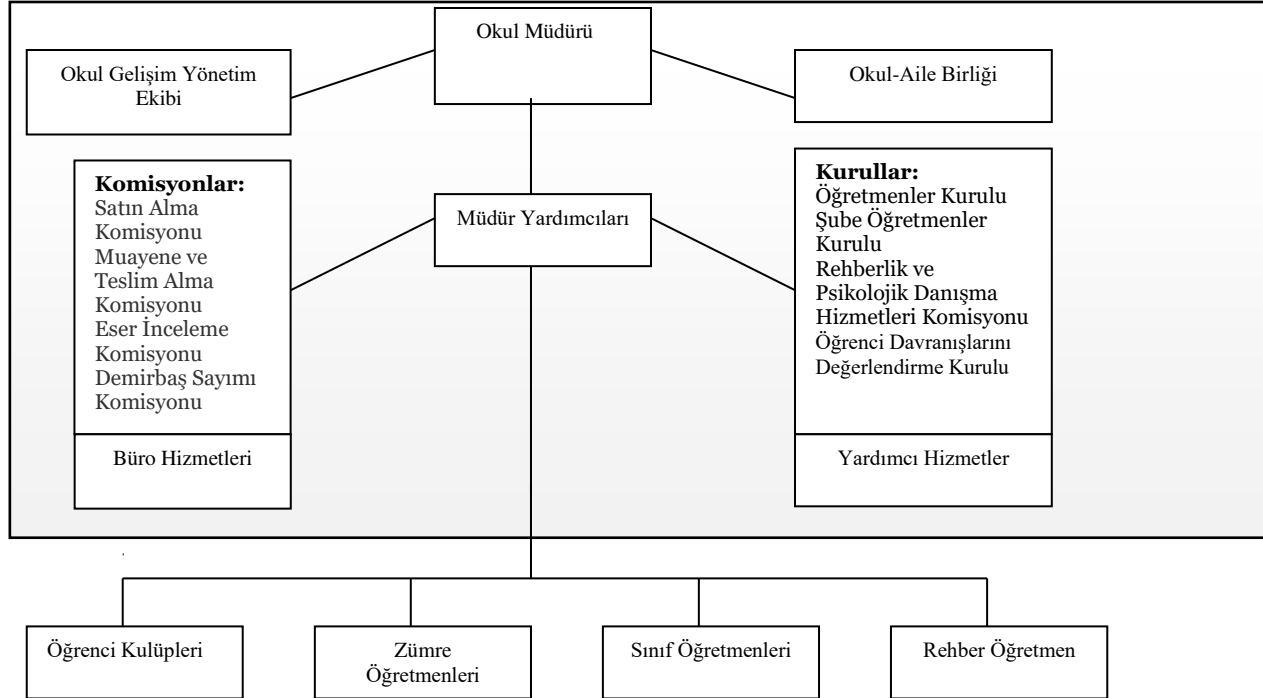 Okul Müdürü
Okul Gelişim Yönetim
Ekibi
Okul-Aile Birliği
Komisyonlar:
Satın Alma
Komisyonu
Muayene ve
Teslim Alma
Komisyonu
Eser İnceleme
Komisyonu
Demirbaş Sayımı
Komisyonu
Müdür Yardımcıları
Kurullar:
Öğretmenler Kurulu
Şube Öğretmenler
Kurulu
Rehberlik ve
Psikolojik Danışma
Hizmetleri Komisyonu
Öğrenci Davranışlarını
Değerlendirme Kurulu
Büro Hizmetleri
Yardımcı Hizmetler
Öğrenci Kulüpleri
Zümre
Öğretmenleri
Sınıf Öğretmenleri
Rehber Öğretmen